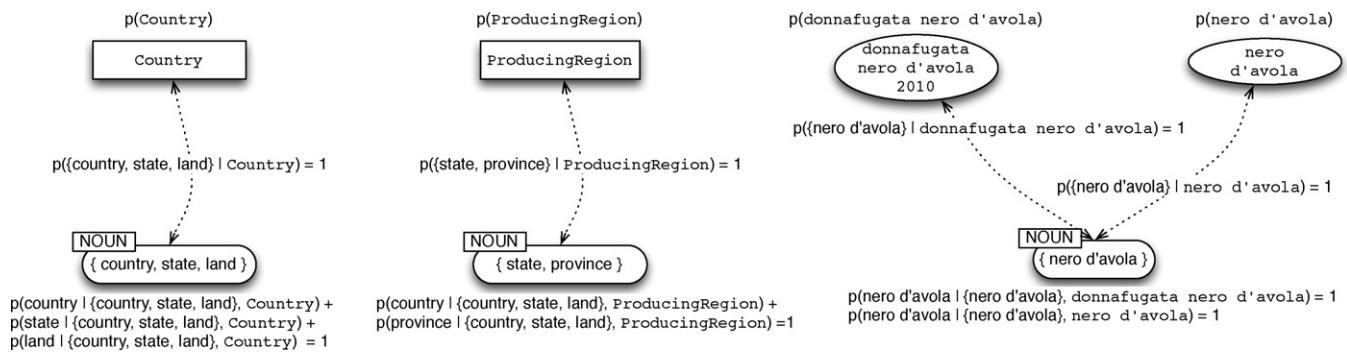 p(Country)
Country
p({country, state, land} | Country) = 1
NOUN
{ country, state, land }
p(country | {country, state, land}, Country) +
p(state | {country, state, land}, Country) +
p(land | {country, state, land}, Country) = 1
p(ProducingRegion)
ProducingRegion
p({state, province} | ProducingRegion) = 1
NOUN
{ state, province }
p(country | {country, state, land}, ProducingRegion) +
p(province | {country, state, land}, ProducingRegion) =1
p(donnafugata nero d'avola)
donnafugata
nero d'avola
2010
p(nero d'avola)
nero
d'avola
p({nero d'avola} | donnafugata nero d'avola) = 1
p({nero d'avola} | nero d'avola) = 1
NOUN
{ nero d'avola }
p(nero d'avola | {nero d'avola}, donnafugata nero d'avola) = 1
p(nero d'avola | {nero d'avola}, nero d'avola) = 1